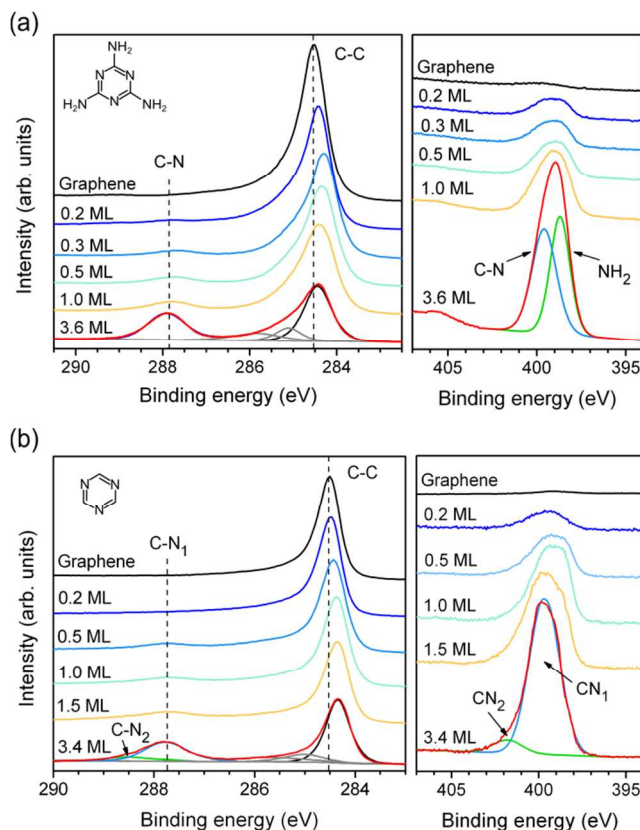 (a)
NH₂
N
N
N
H₂N
NH₂
C-C
C-N
Graphene
0.2 ML
0.3 ML
0.5 ML
1.0 ML
3.6 ML
Intensity (arb. units)
290
288
286
284
Binding energy (eV)
Graphene
0.2 ML
0.3 ML
0.5 ML
1.0 ML
C-N
NH₂
3.6 ML
405
400
395
Binding energy (eV)
(b)
N
N
N
C-C
C-N₁
Graphene
0.2 ML
0.5 ML
1.0 ML
1.5 ML
C-N₂
3.4 ML
Intensity (arb. units)
290
288
286
284
Binding energy (eV)
Graphene
0.2 ML
0.5 ML
1.0 ML
1.5 ML
CN₁
CN₂
3.4 ML
405
400
395
Binding energy (eV)